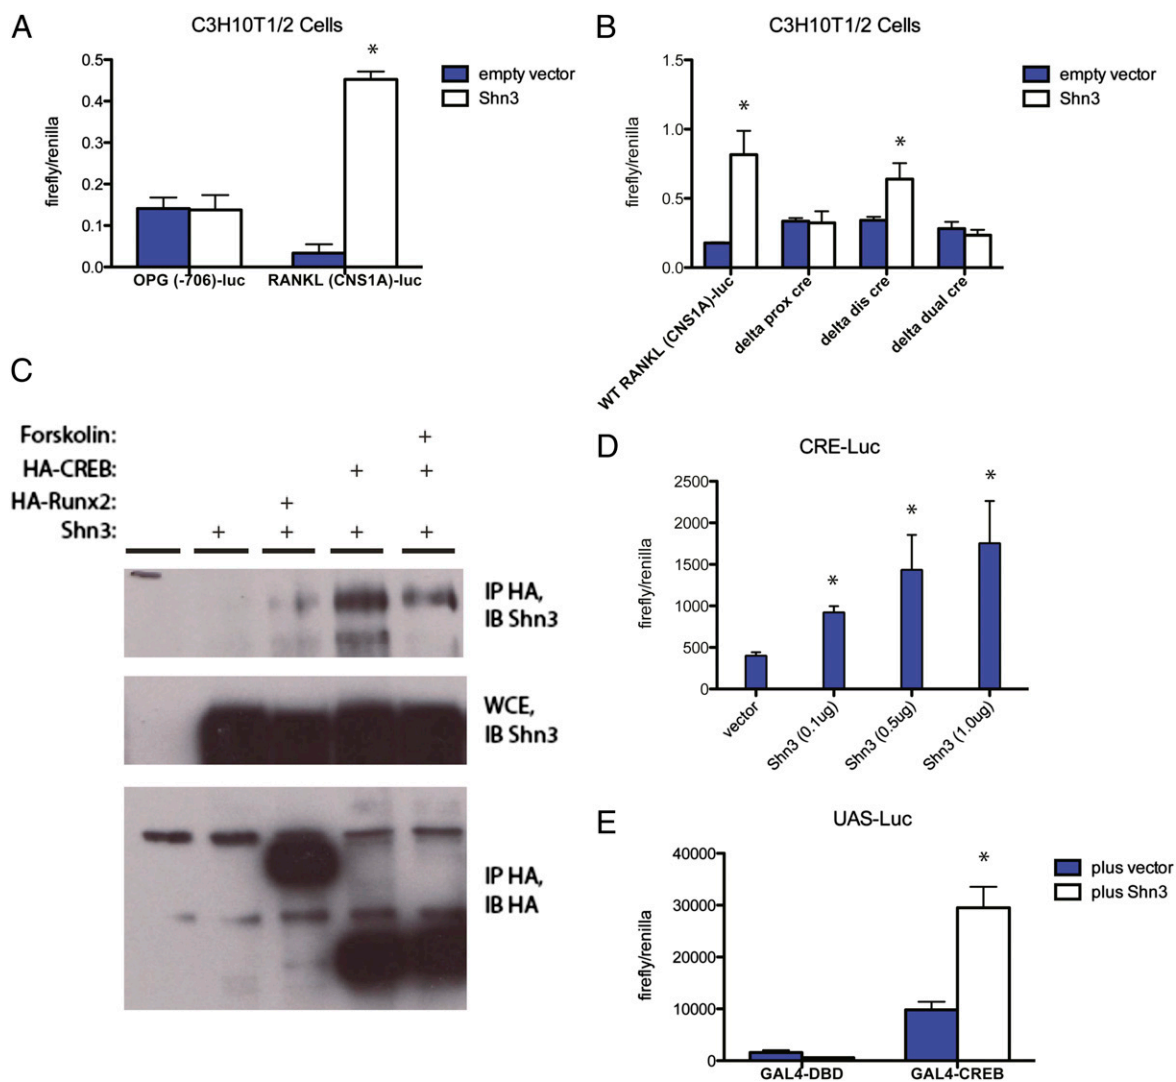 A
C3H10T1/2 Cells
firefly/renilla
0.5
0.4
0.3
0.2
0.1
0.0
*
OPG (-706)-luc
RANKL (CNS1A)-luc
empty vector
Shn3
B
C3H10T1/2 Cells
firefly/renilla
1.5
1.0
0.5
0.0
*
*
WT RANKL (CNS1A)-luc
delta prox cre
delta dis cre
delta dual cre
empty vector
Shn3
C
Forskolin: +
HA-CREB: + +
HA-Runx2: +
Shn3: + + + +
IP HA,
IB Shn3
WCE,
IB Shn3
IP HA,
IB HA
D
CRE-Luc
firefly/renilla
2500
2000
1500
1000
500
0
*
*
*
vector
Shn3 (0.1ug)
Shn3 (0.5ug)
Shn3 (1.0ug)
E
UAS-Luc
firefly/renilla
40000
30000
20000
10000
0
*
GAL4-DBD
GAL4-CREB
plus vector
plus Shn3